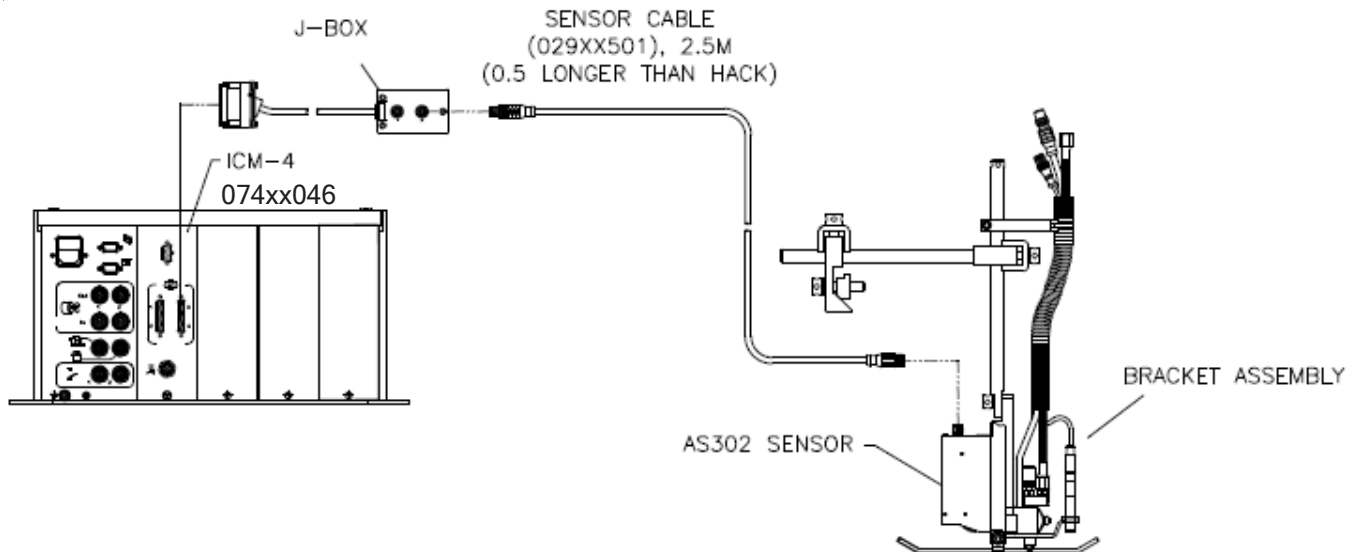 J-BOX
SENSOR CABLE
(029XX501), 2.5M
(0.5 LONGER THAN HACK)
ICM-4
074xx046
BRACKET ASSEMBLY
AS302 SENSOR